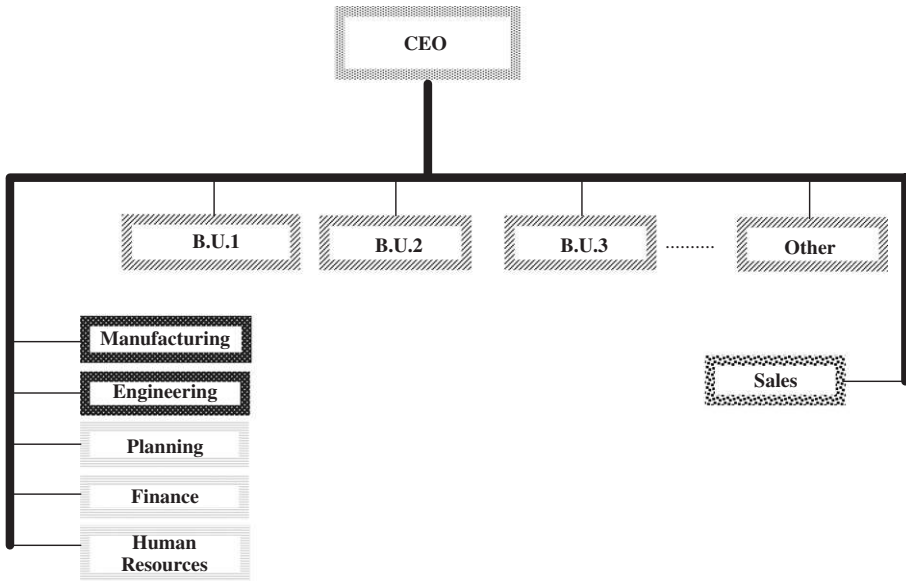 CEO
B.U.1
B.U.2
B.U.3
..........
Other
Manufacturing
Engineering
Sales
Planning
Finance
Human
Resources